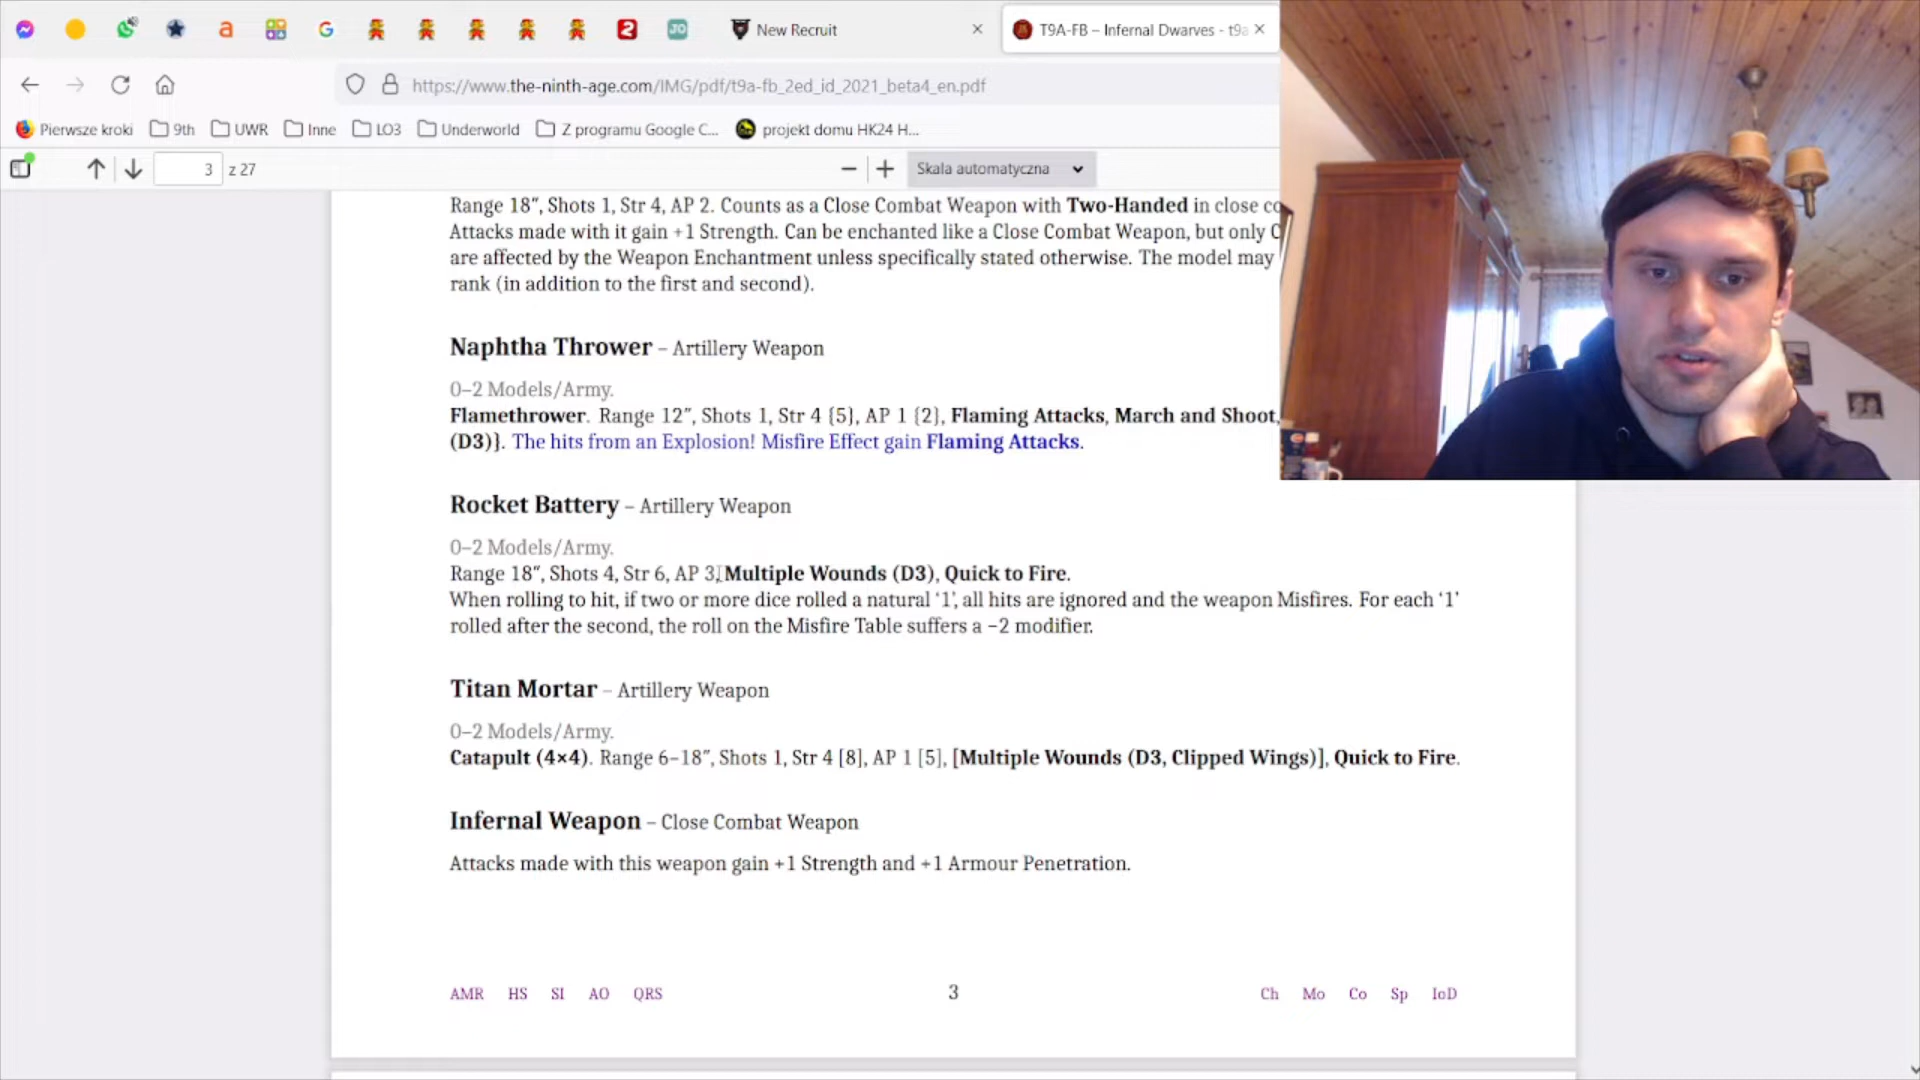 New Recruit
T9A-FB – Infernal Dwarves - t9a
https://www.the-ninth-age.com/IMG/pdf/t9a-fb_2ed_id_2021_beta4_en.pdf
Pierwsze kroki 9th UWR Inne LO3 Underworld Z programu Google C... projekt domu HK24 H...
3 z 27 Skala automatyczna
Range 18″, Shots 1, Str 4, AP 2. Counts as a Close Combat Weapon with Two-Handed in close
Attacks made with it gain +1 Strength. Can be enchanted like a Close Combat Weapon, but only
are affected by the Weapon Enchantment unless specifically stated otherwise. The model may
rank (in addition to the first and second).
Naphtha Thrower – Artillery Weapon
0–2 Models/Army.
Flamethrower. Range 12″, Shots 1, Str 4 {5}, AP 1 {2}, Flaming Attacks, March and Shoot,
(D3)}. The hits from an Explosion! Misfire Effect gain Flaming Attacks.
Rocket Battery – Artillery Weapon
0–2 Models/Army.
Range 18″, Shots 4, Str 6, AP 3, Multiple Wounds (D3), Quick to Fire.
When rolling to hit, if two or more dice rolled a natural ‘1’, all hits are ignored and the weapon Misfires. For each ‘1’
rolled after the second, the roll on the Misfire Table suffers a −2 modifier.
Titan Mortar – Artillery Weapon
0–2 Models/Army.
Catapult (4×4). Range 6–18″, Shots 1, Str 4 [8], AP 1 [5], [Multiple Wounds (D3, Clipped Wings)], Quick to Fire.
Infernal Weapon – Close Combat Weapon
Attacks made with this weapon gain +1 Strength and +1 Armour Penetration.
AMR HS SI AO QRS 3 Ch Mo Co Sp IoD